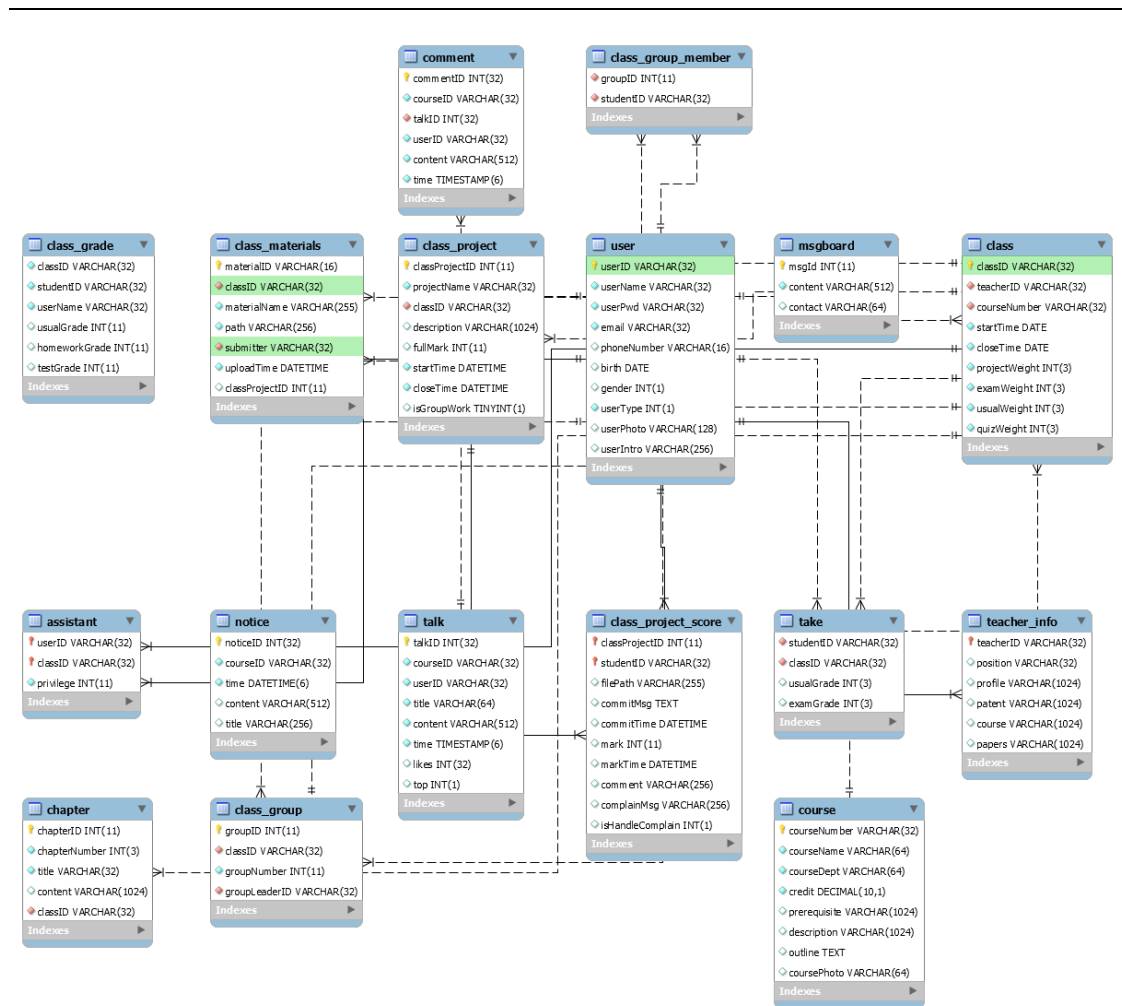 comment
commentID INT(32)
courseID VARCHAR(32)
talkID INT(32)
userID VARCHAR(32)
content VARCHAR(512)
time TIMESTAMP(6)
Indexes
class_group_member
groupID INT(11)
studentID VARCHAR(32)
Indexes
class_grade
classID VARCHAR(32)
studentID VARCHAR(32)
userName VARCHAR(32)
usualGrade INT(11)
homeworkGrade INT(11)
testGrade INT(11)
Indexes
class_materials
materialID VARCHAR(16)
classID VARCHAR(32)
materialName VARCHAR(255)
path VARCHAR(256)
submitter VARCHAR(32)
uploadTime DATETIME
classProjectID INT(11)
Indexes
class_project
classProjectID INT(11)
projectName VARCHAR(32)
classID VARCHAR(32)
description VARCHAR(1024)
fullMark INT(11)
startTime DATETIME
closeTime DATETIME
isGroupWork TINYINT(1)
Indexes
user
userID VARCHAR(32)
userName VARCHAR(32)
userPwd VARCHAR(32)
email VARCHAR(32)
phoneNumber VARCHAR(16)
birth DATE
gender INT(1)
userType INT(1)
userPhoto VARCHAR(128)
userIntro VARCHAR(256)
Indexes
msgboard
msgId INT(11)
content VARCHAR(512)
contact VARCHAR(64)
Indexes
class
classID VARCHAR(32)
teacherID VARCHAR(32)
courseNumber VARCHAR(32)
startTime DATE
closeTime DATE
projectWeight INT(3)
examWeight INT(3)
usualWeight INT(3)
quizWeight INT(3)
Indexes
assistant
userID VARCHAR(32)
classID VARCHAR(32)
privilege INT(11)
Indexes
notice
noticeID INT(32)
courseID VARCHAR(32)
time DATETIME(6)
content VARCHAR(512)
title VARCHAR(256)
Indexes
talk
talkID INT(32)
courseID VARCHAR(32)
userID VARCHAR(32)
title VARCHAR(64)
content VARCHAR(512)
time TIMESTAMP(6)
likes INT(32)
top INT(1)
Indexes
class_project_score
classProjectID INT(11)
studentID VARCHAR(32)
filePath VARCHAR(255)
commitMsg TEXT
commitTime DATETIME
mark INT(11)
markTime DATETIME
comment VARCHAR(256)
complainMsg VARCHAR(256)
isHandleComplain INT(1)
Indexes
take
studentID VARCHAR(32)
classID VARCHAR(32)
usualGrade INT(3)
examGrade INT(3)
Indexes
teacher_info
teacherID VARCHAR(32)
position VARCHAR(32)
profile VARCHAR(1024)
patent VARCHAR(1024)
course VARCHAR(1024)
papers VARCHAR(1024)
Indexes
chapter
chapterID INT(11)
chapterNumber INT(3)
title VARCHAR(32)
content VARCHAR(1024)
classID VARCHAR(32)
Indexes
class_group
groupID INT(11)
classID VARCHAR(32)
groupNumber INT(11)
groupLeaderID VARCHAR(32)
Indexes
course
courseNumber VARCHAR(32)
courseName VARCHAR(64)
courseDept VARCHAR(64)
credit DECIMAL(10,1)
prerequisite VARCHAR(1024)
description VARCHAR(1024)
outline TEXT
coursePhoto VARCHAR(64)
Indexes